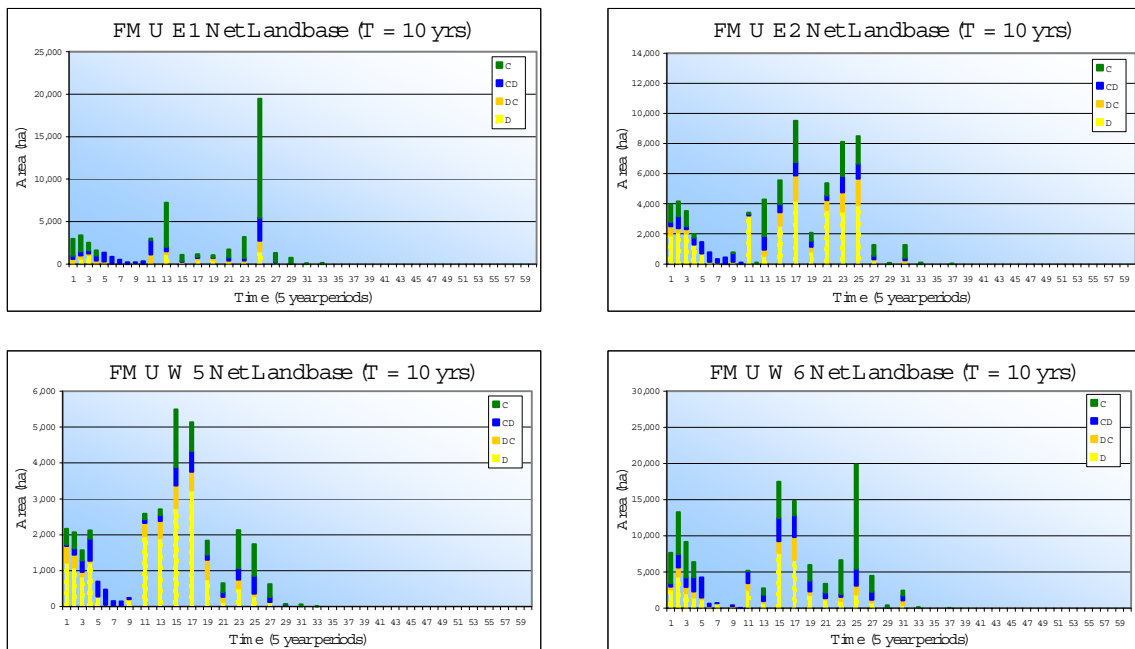 FMU E1 Net Landbase (T = 10 yrs)
25,000
20,000
15,000
10,000
5,000
0
Area (ha)
C
CD
DC
D
1 3 5 7 9 11 13 15 17 19 21 23 25 27 29 31 33 35 37 39 41 43 45 47 49 51 53 55 57 59
Time (5 year periods)
FMU E2 Net Landbase (T = 10 yrs)
14,000
12,000
10,000
8,000
6,000
4,000
2,000
0
Area (ha)
C
CD
DC
D
1 3 5 7 9 11 13 15 17 19 21 23 25 27 29 31 33 35 37 39 41 43 45 47 49 51 53 55 57 59
Time (5 year periods)
FMU W5 Net Landbase (T = 10 yrs)
6,000
5,000
4,000
3,000
2,000
1,000
0
Area (ha)
C
CD
DC
D
1 3 5 7 9 11 13 15 17 19 21 23 25 27 29 31 33 35 37 39 41 43 45 47 49 51 53 55 57 59
Time (5 year periods)
FMU W6 Net Landbase (T = 10 yrs)
30,000
25,000
20,000
15,000
10,000
5,000
0
Area (ha)
C
CD
DC
D
1 3 5 7 9 11 13 15 17 19 21 23 25 27 29 31 33 35 37 39 41 43 45 47 49 51 53 55 57 59
Time (5 year periods)